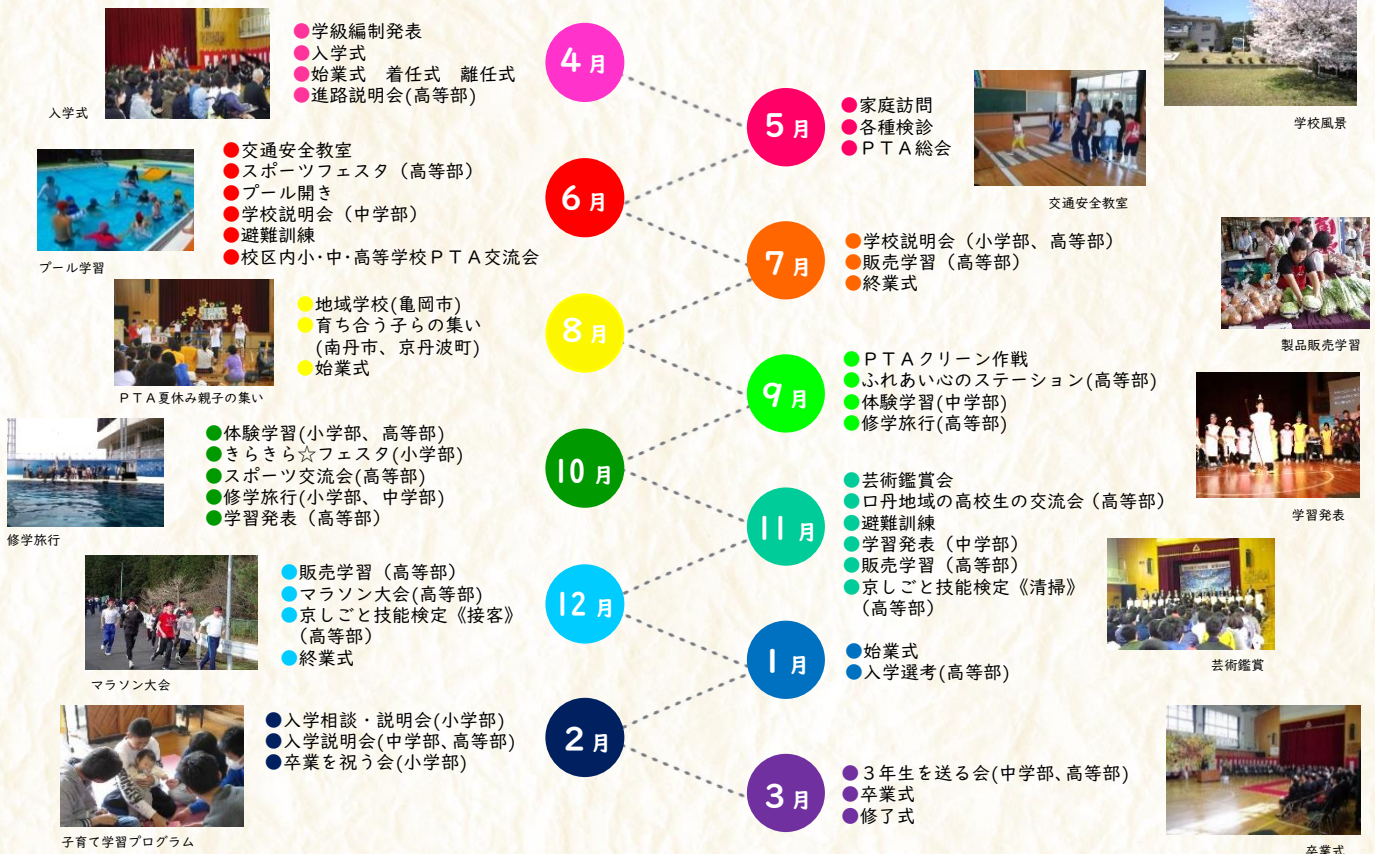 4月
●学級編制発表
●入学式
●始業式　着任式　離任式
●進路説明会(高等部)
入学式
5月
●家庭訪問
●各種検診
●ＰＴＡ総会
交通安全教室
学校風景
6月
●交通安全教室
●スポーツフェスタ（高等部）
●プール開き
●学校説明会（中学部）
●避難訓練
●校区内小・中・高等学校ＰＴＡ交流会
プール学習
7月
●学校説明会（小学部、高等部）
●販売学習（高等部）
●終業式
製品販売学習
8月
●地域学校(亀岡市)
●育ち合う子らの集い
(南丹市、京丹波町)
●始業式
ＰＴＡ夏休み親子の集い
9月
●ＰＴＡクリーン作戦
●ふれあい心のステーション(高等部)
●体験学習(中学部)
●修学旅行(高等部)
学習発表
10月
●体験学習(小学部、高等部)
●きらきら☆フェスタ(小学部)
●スポーツ交流会(高等部)
●修学旅行(小学部、中学部)
●学習発表（高等部）
修学旅行
11月
●芸術鑑賞会
●口丹地域の高校生の交流会（高等部）
●避難訓練
●学習発表（中学部）
●販売学習（高等部）
●京しごと技能検定《清掃》
（高等部）
芸術鑑賞
12月
●販売学習（高等部）
●マラソン大会(高等部)
●京しごと技能検定《接客》
（高等部）
●終業式
マラソン大会
1月
●始業式
●入学選考(高等部)
2月
●入学相談・説明会(小学部)
●入学説明会(中学部、高等部)
●卒業を祝う会(小学部)
子育て学習プログラム
3月
●３年生を送る会(中学部、高等部)
●卒業式
●修了式
卒業式